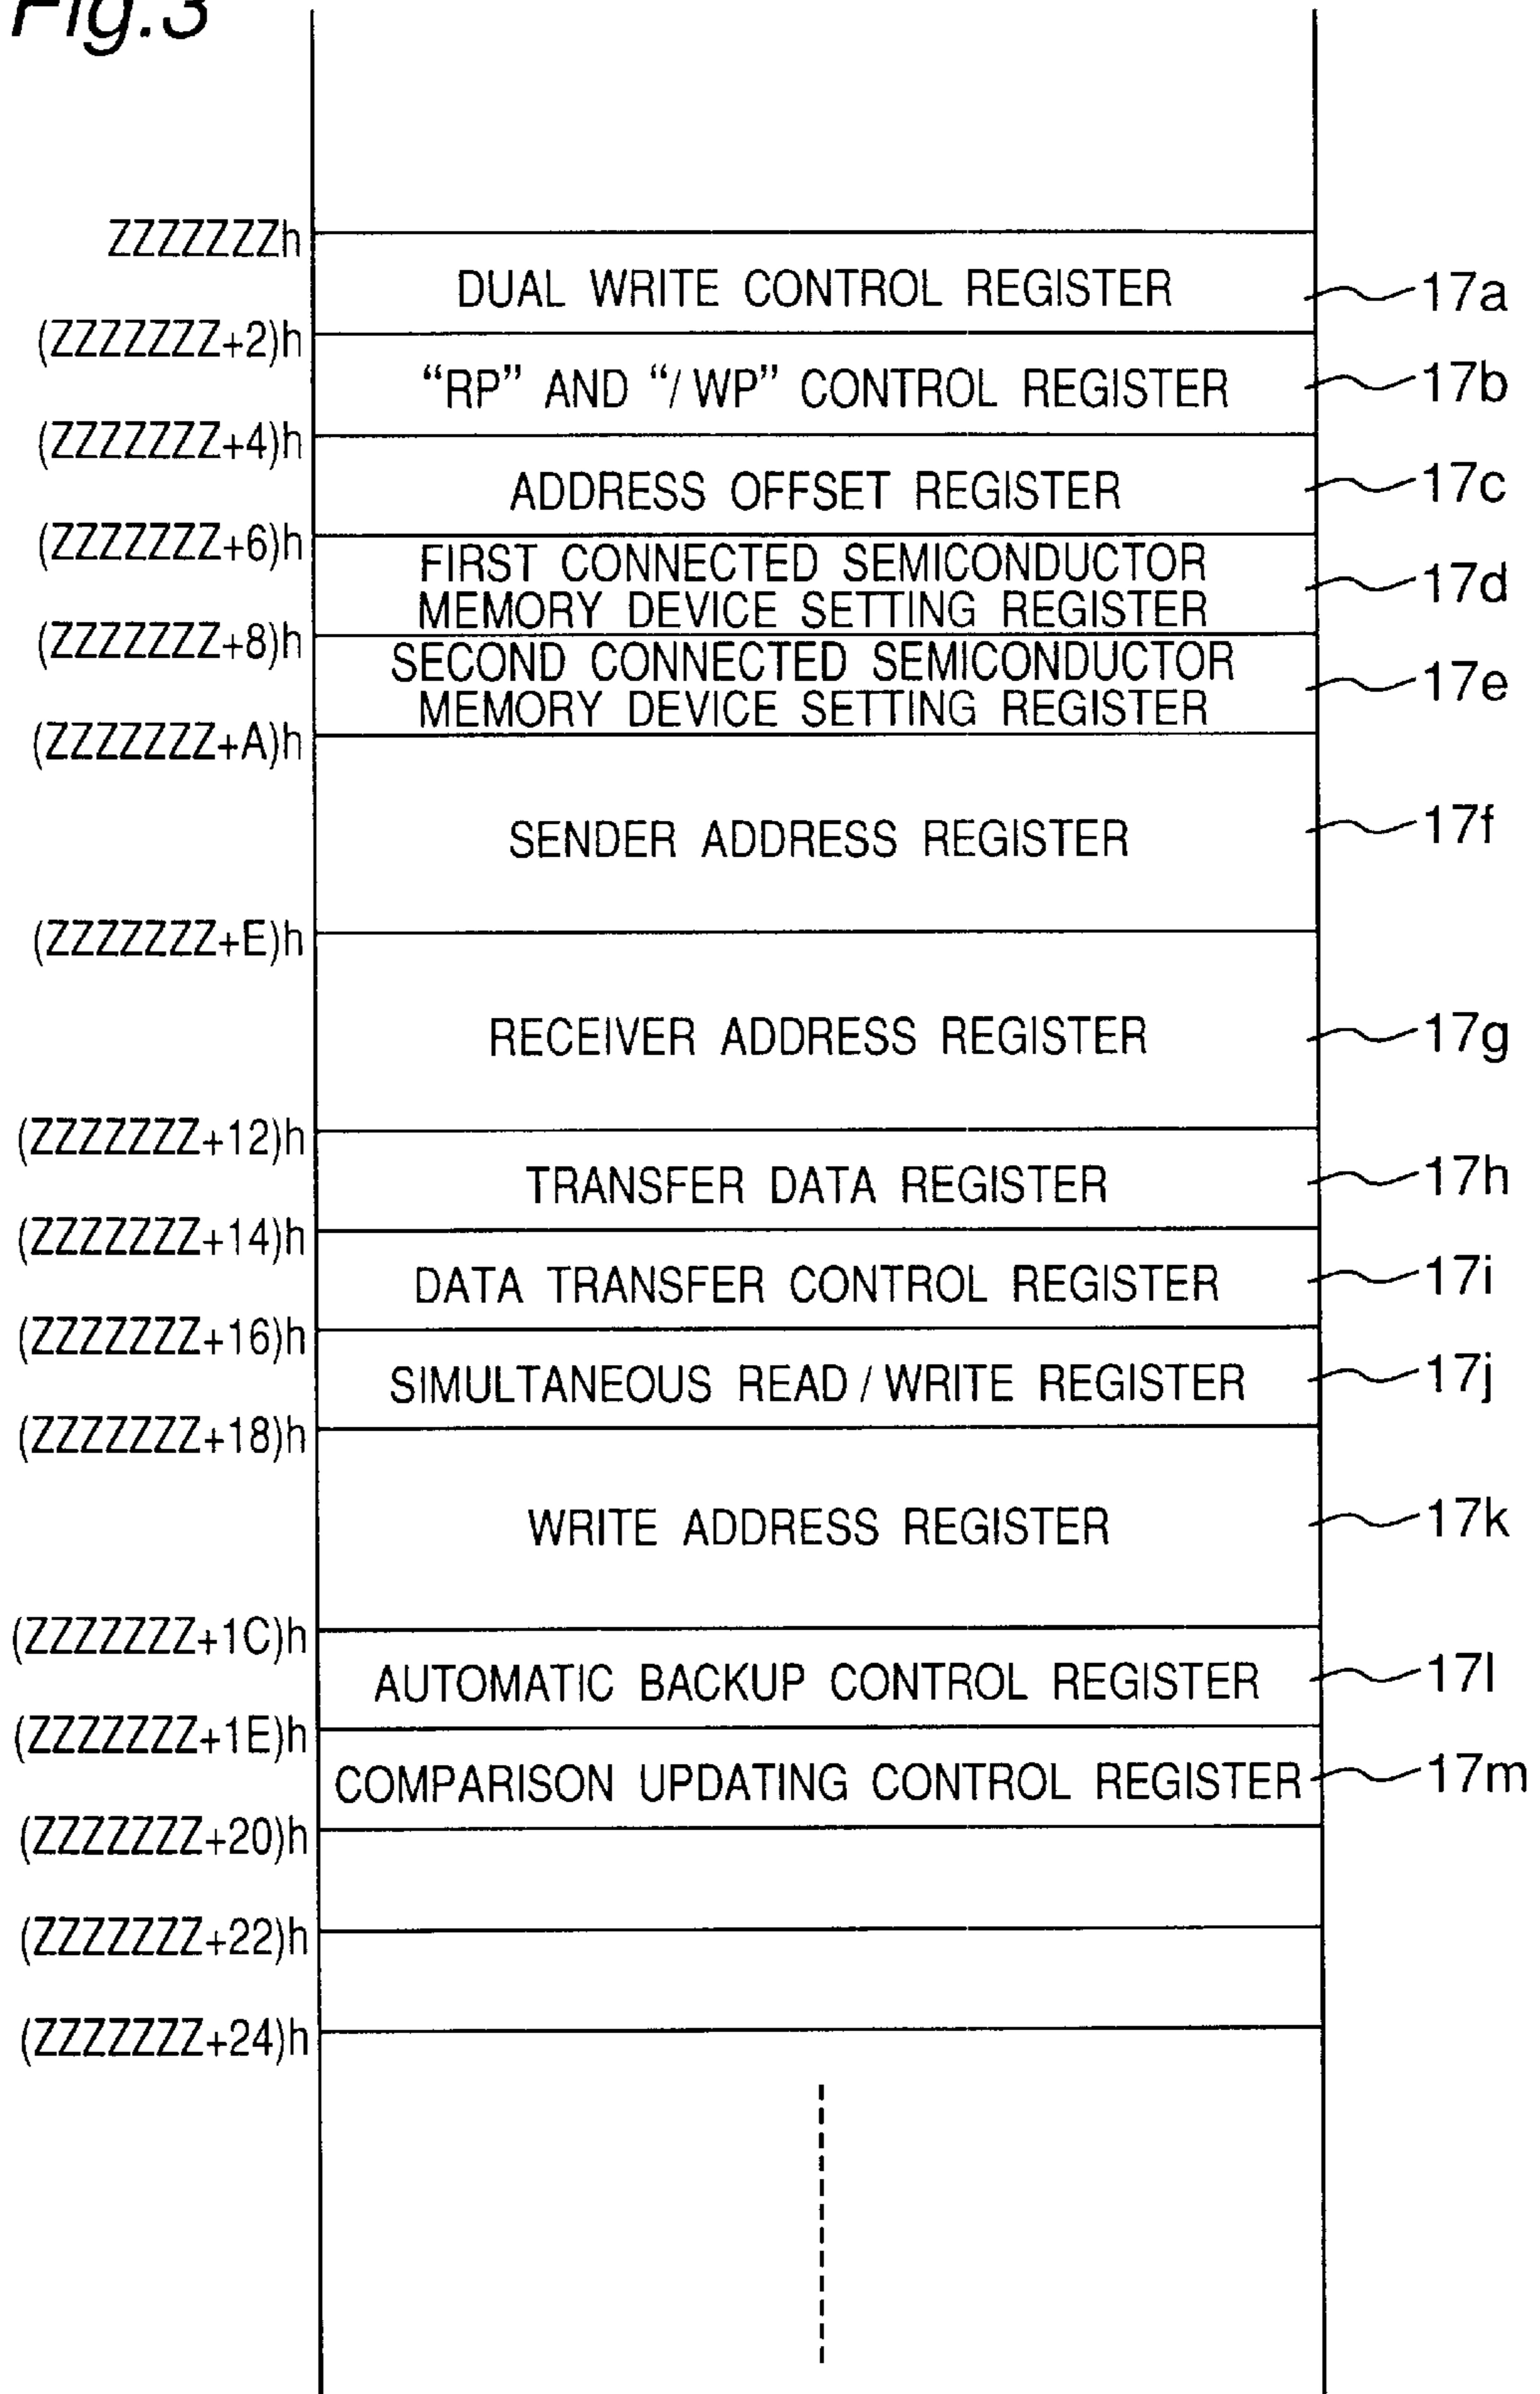 Fig.3
ZZZZZZZh
DUAL WRITE CONTROL REGISTER
17a
(ZZZZZZZ+2)h
“RP” AND “/WP” CONTROL REGISTER
17b
(ZZZZZZZ+4)h
ADDRESS OFFSET REGISTER
17c
(ZZZZZZZ+6)h
FIRST CONNECTED SEMICONDUCTOR
MEMORY DEVICE SETTING REGISTER
17d
(ZZZZZZZ+8)h
SECOND CONNECTED SEMICONDUCTOR
MEMORY DEVICE SETTING REGISTER
17e
(ZZZZZZZ+A)h
SENDER ADDRESS REGISTER
17f
(ZZZZZZZ+E)h
RECEIVER ADDRESS REGISTER
17g
(ZZZZZZZ+12)h
TRANSFER DATA REGISTER
17h
(ZZZZZZZ+14)h
DATA TRANSFER CONTROL REGISTER
17i
(ZZZZZZZ+16)h
SIMULTANEOUS READ/WRITE REGISTER
17j
(ZZZZZZZ+18)h
WRITE ADDRESS REGISTER
17k
(ZZZZZZZ+1C)h
AUTOMATIC BACKUP CONTROL REGISTER
17l
(ZZZZZZZ+1E)h
COMPARISON UPDATING CONTROL REGISTER
17m
(ZZZZZZZ+20)h
(ZZZZZZZ+22)h
(ZZZZZZZ+24)h